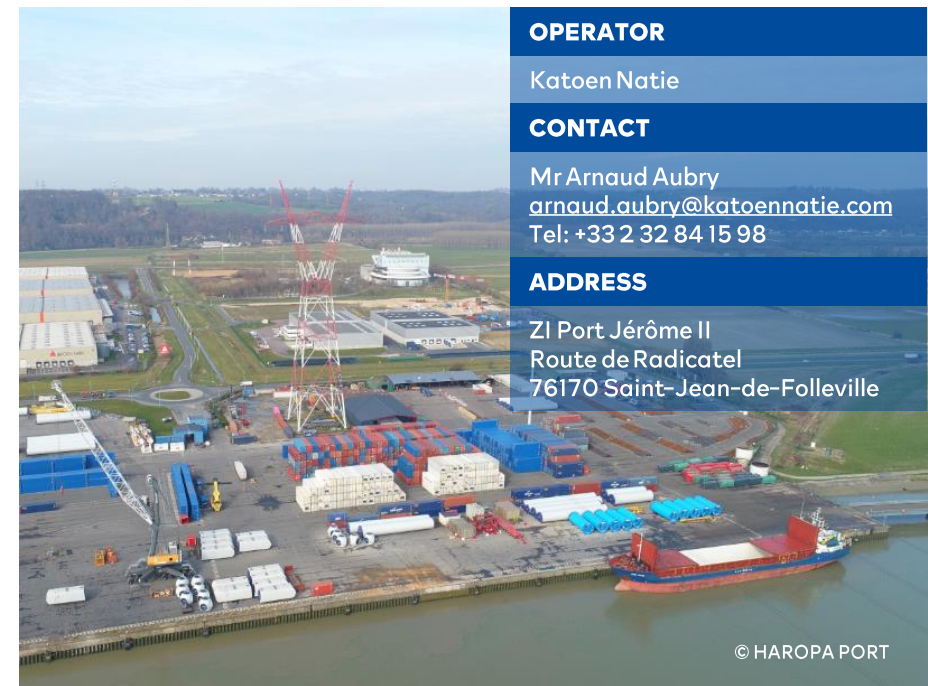 OPERATOR
Katoen Natie
CONTACT
Mr Arnaud Aubry
arnaud.aubry@katoennatie.com
Tel: +33 2 32 84 15 98
ADDRESS
ZI Port Jérôme II
Route de Radicatel
76170 Saint-Jean-de-Folleville
© HAROPA PORT